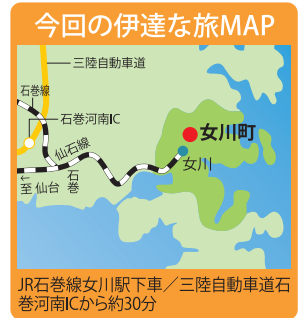 今回の伊達な旅MAP
三陸自動車道
石巻線
石巻河南IC
仙石線
女川町
女川
石巻
←至仙台
JR石巻線女川駅下車／三陸自動車道石
巻河南ICから約30分